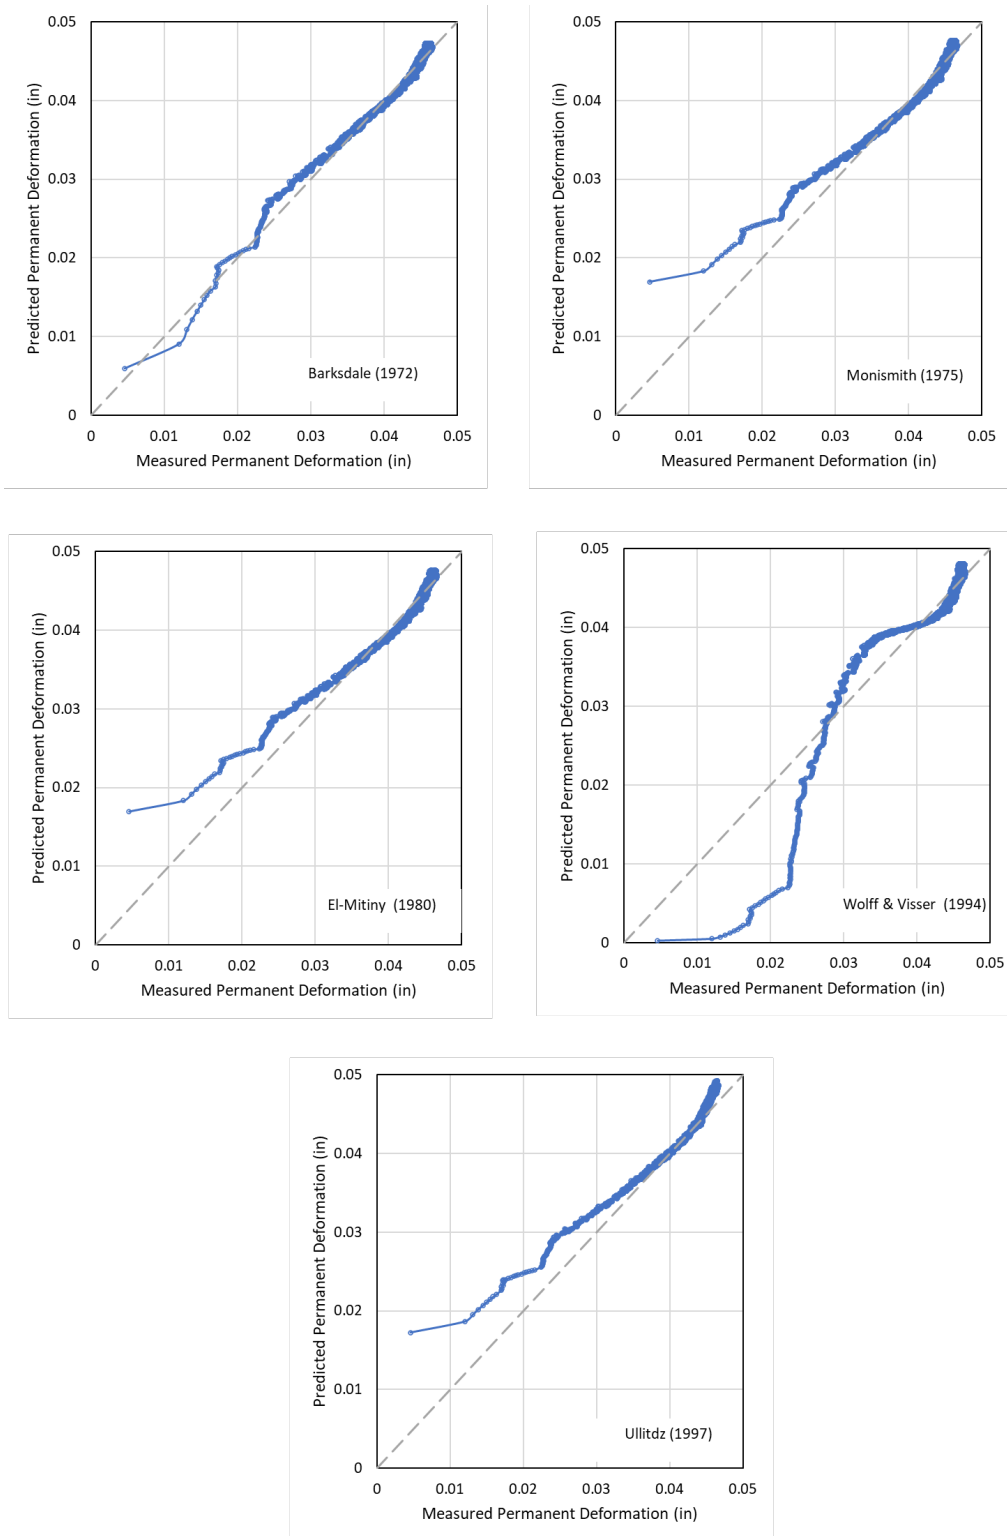 0.05
0.04
0.03
0.02
0.01
0
Predicted Permanent Deformation (in)
Barksdale (1972)
0 0.01 0.02 0.03 0.04 0.05
Measured Permanent Deformation (in)
0.05
0.04
0.03
0.02
0.01
0
Predicted Permanent Deformation (in)
Monismith (1975)
0 0.01 0.02 0.03 0.04 0.05
Measured Permanent Deformation (in)
0.05
0.04
0.03
0.02
0.01
0
Predicted Permanent Deformation (in)
El-Mitiny (1980)
0 0.01 0.02 0.03 0.04 0.05
Measured Permanent Deformation (in)
0.05
0.04
0.03
0.02
0.01
0
Predicted Permanent Deformation (in)
Wolff & Visser (1994)
0 0.01 0.02 0.03 0.04 0.05
Measured Permanent Deformation (in)
0.05
0.04
0.03
0.02
0.01
0
Predicted Permanent Deformation (in)
Ullitdz (1997)
0 0.01 0.02 0.03 0.04 0.05
Measured Permanent Deformation (in)